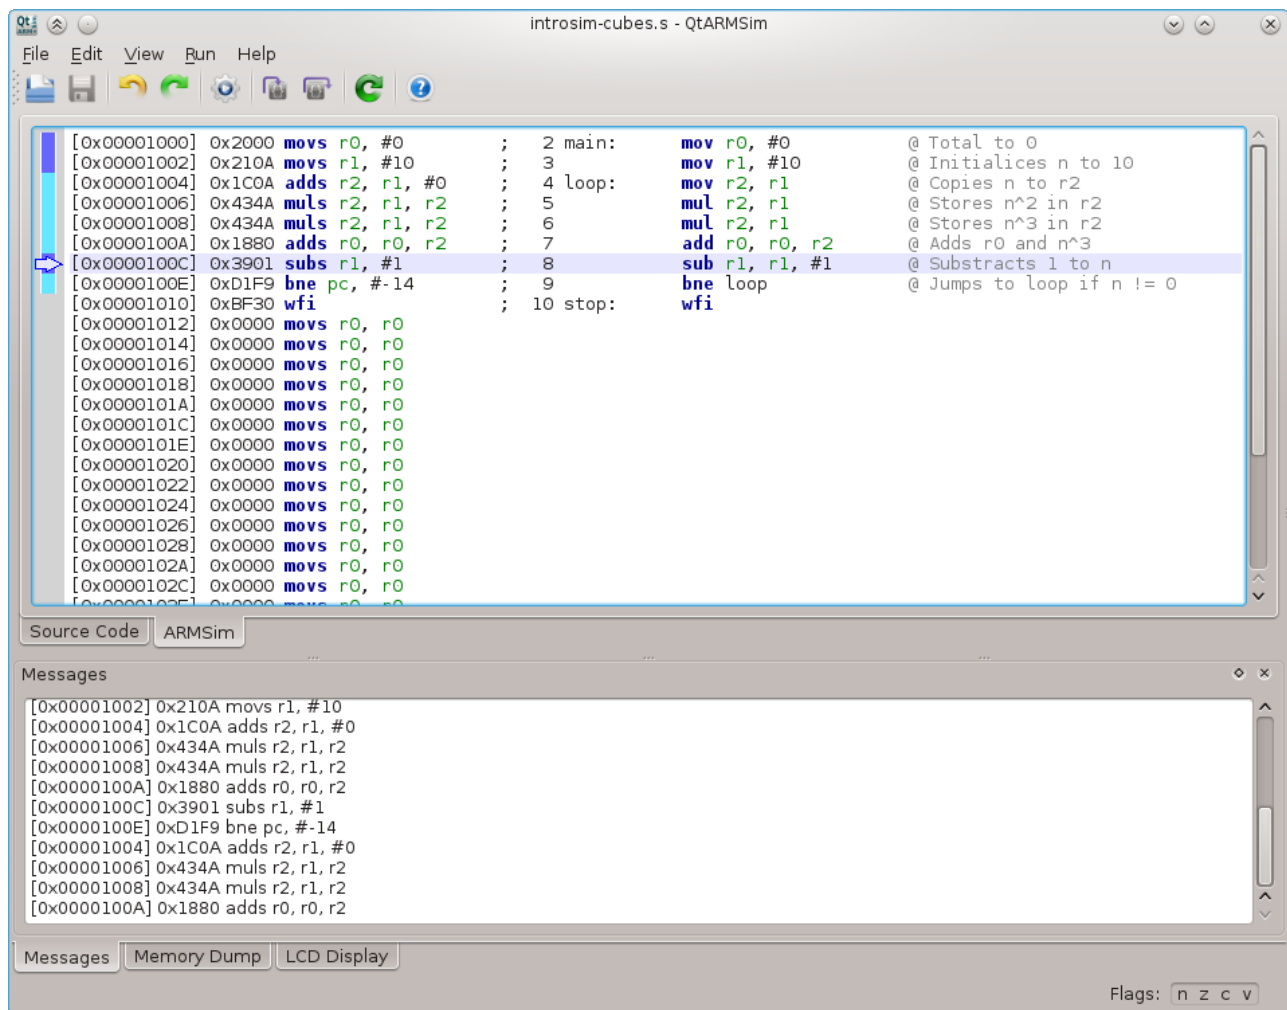 introsim-cubes.s - QtARMSim
File Edit View Run Help
[0x00001000] 0x2000 movs r0, #0 ; 2 main: mov r0, #0 @ Total to 0
[0x00001002] 0x210A movs r1, #10 ; 3 mov r1, #10 @ Initialices n to 10
[0x00001004] 0x1C0A adds r2, r1, #0 ; 4 loop: mov r2, r1 @ Copies n to r2
[0x00001006] 0x434A muls r2, r1, r2 ; 5 mul r2, r1 @ Stores n^2 in r2
[0x00001008] 0x434A muls r2, r1, r2 ; 6 mul r2, r1 @ Stores n^3 in r2
[0x0000100A] 0x1880 adds r0, r0, r2 ; 7 add r0, r0, r2 @ Adds r0 and n^3
[0x0000100C] 0x3901 subs r1, #1 ; 8 sub r1, r1, #1 @ Substracts 1 to n
[0x0000100E] 0xD1F9 bne pc, #-14 ; 9 bne loop @ Jumps to loop if n != 0
[0x00001010] 0xBF30 wfi ; 10 stop: wfi
[0x00001012] 0x0000 movs r0, r0
[0x00001014] 0x0000 movs r0, r0
[0x00001016] 0x0000 movs r0, r0
[0x00001018] 0x0000 movs r0, r0
[0x0000101A] 0x0000 movs r0, r0
[0x0000101C] 0x0000 movs r0, r0
[0x0000101E] 0x0000 movs r0, r0
[0x00001020] 0x0000 movs r0, r0
[0x00001022] 0x0000 movs r0, r0
[0x00001024] 0x0000 movs r0, r0
[0x00001026] 0x0000 movs r0, r0
[0x00001028] 0x0000 movs r0, r0
[0x0000102A] 0x0000 movs r0, r0
[0x0000102C] 0x0000 movs r0, r0
Source Code ARMSim
Messages
[0x00001002] 0x210A movs r1, #10
[0x00001004] 0x1C0A adds r2, r1, #0
[0x00001006] 0x434A muls r2, r1, r2
[0x00001008] 0x434A muls r2, r1, r2
[0x0000100A] 0x1880 adds r0, r0, r2
[0x0000100C] 0x3901 subs r1, #1
[0x0000100E] 0xD1F9 bne pc, #-14
[0x00001004] 0x1C0A adds r2, r1, #0
[0x00001006] 0x434A muls r2, r1, r2
[0x00001008] 0x434A muls r2, r1, r2
[0x0000100A] 0x1880 adds r0, r0, r2
Messages Memory Dump LCD Display
Flags: n z c v